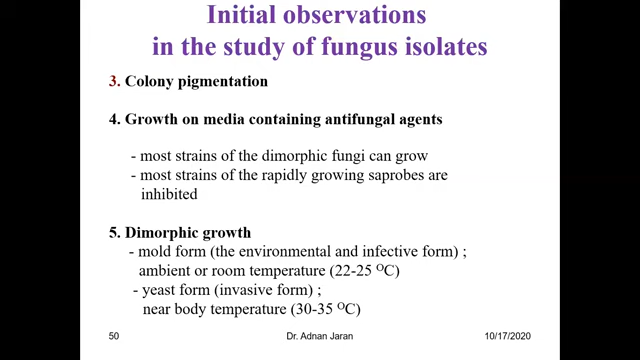 Initial observations
in the study of fungus isolates
3. Colony pigmentation
4. Growth on media containing antifungal agents
- most strains of the dimorphic fungi can grow
- most strains of the rapidly growing saprobes are
inhibited
5. Dimorphic growth
- mold form (the environmental and infective form) ;
ambient or room temperature (22-25 ᴼC)
- yeast form (invasive form) ;
near body temperature (30-35 ᴼC)
50 Dr. Adnan Jaran 10/17/2020